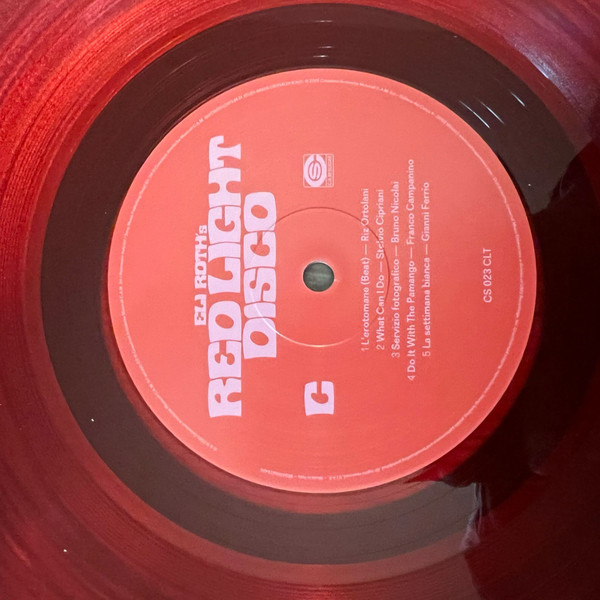 ELI ROTH's
RED LIGHT
DISCO
C
1 L'erotomane (Beat) — Riz Ortolani
2 What Can I Do — Stelvio Cipriani
3 Servizio fotografico — Bruno Nicolai
4 Do It With The Pamango — Franco Campanino
5 La settimana bianca — Gianni Ferrio
CS 023 CLT